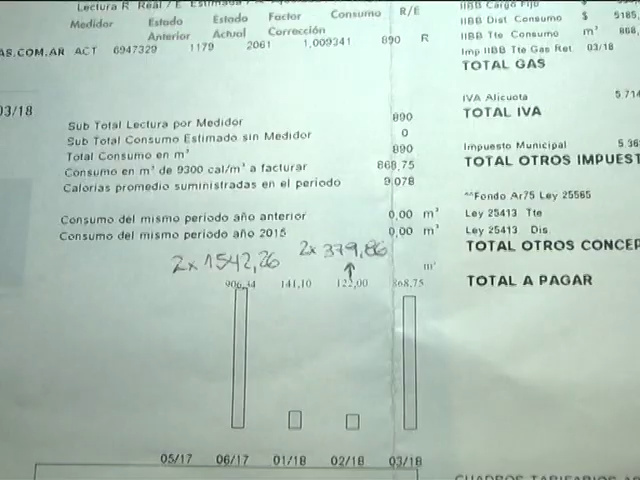 Lectura R Real / E Estimada
Medidor Estado Anterior Estado Actual Factor Corrección Consumo R/E
AS.COM.AR ACT 6947329 1179 2061 1,009341 890 R
IIBB Cargo Fijo
IIBB Dist Consumo $ 5185,
IIBB Tte Consumo m³ 868,
Imp IIBB Tte Gas Ret. 03/18
TOTAL GAS
IVA Alicuota 5.714
TOTAL IVA
Impuesto Municipal 5.36
TOTAL OTROS IMPUEST
^^Fondo Ar75 Ley 25565
Ley 25413 Tte
Ley 25413 Dis
TOTAL OTROS CONCEP
TOTAL A PAGAR
03/18
Sub Total Lectura por Medidor 890
Sub Total Consumo Estimado sin Medidor 0
Total Consumo en m³ 890
Consumo en m³ de 9300 cal/m³ a facturar 868,75
Calorías promedio suministradas en el período 9.078
Consumo del mismo período año anterior 0,00 m³
Consumo del mismo período año 2015 0,00 m³
2x 1542,26 2x 379,86
m³
906,34 141,10 122,00 868,75
05/17 06/17 01/18 02/18 03/18